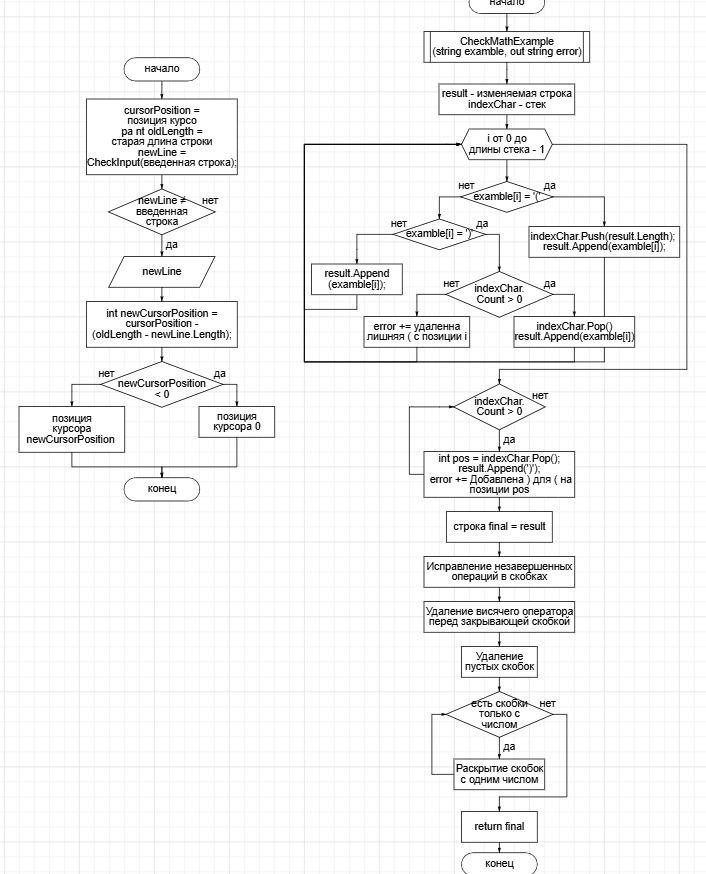 начало
cursorPosition =
позиция курсо
pa nt oldLength =
старая длина строки
newLine =
CheckInput(введенная строка);
newLine ≠
введенная
строка
нет
да
newLine
int newCursorPosition =
cursorPosition -
(oldLength - newLine.Length);
нет
да
newCursorPosition
< 0
позиция
курсора
newCursorPosition
позиция
курсора 0
конец
начало
CheckMathExample
(string examble, out string error)
result - изменяемая строка
indexChar - стек
i от 0 до
длины стека - 1
нет
да
examble[i] = '('
нет
да
examble[i] = ')'
indexChar.Push(result.Length);
result.Append(examble[i]);
result.Append
(examble[i]);
нет
indexChar.
Count > 0
да
error += удаленна
лишняя ( с позиции i
indexChar.Pop()
result.Append(examble[i])
indexChar.
Count > 0
нет
да
int pos = indexChar.Pop();
result.Append(')');
error += Добавлена ) для ( на
позиции pos
строка final = result
Исправление незавершенных
операций в скобках
Удаление висячего оператора
перед закрывающей скобкой
Удаление
пустых скобок
есть скобки
только с
числом
нет
да
Раскрытие скобок
с одним числом
return final
конец